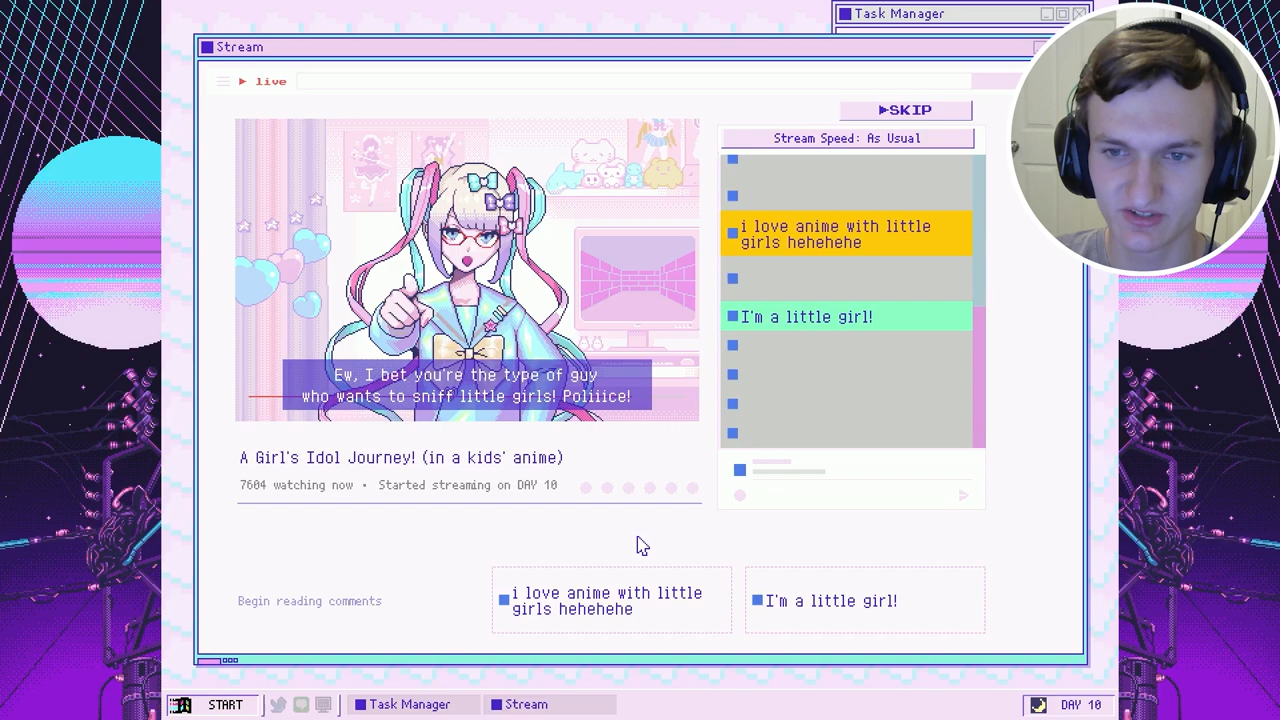 Task Manager
Stream
live
SKIP
Stream Speed: As Usual
i love anime with little
girls hehehehe
I'm a little girl!
Ew, I bet you're the type of guy
who wants to sniff little girls! Poliiice!
A Girl's Idol Journey! (in a kids' anime)
7604 watching now • Started streaming on DAY 10
Begin reading comments
i love anime with little
girls hehehehe
I'm a little girl!
START
Task Manager
Stream
DAY 10